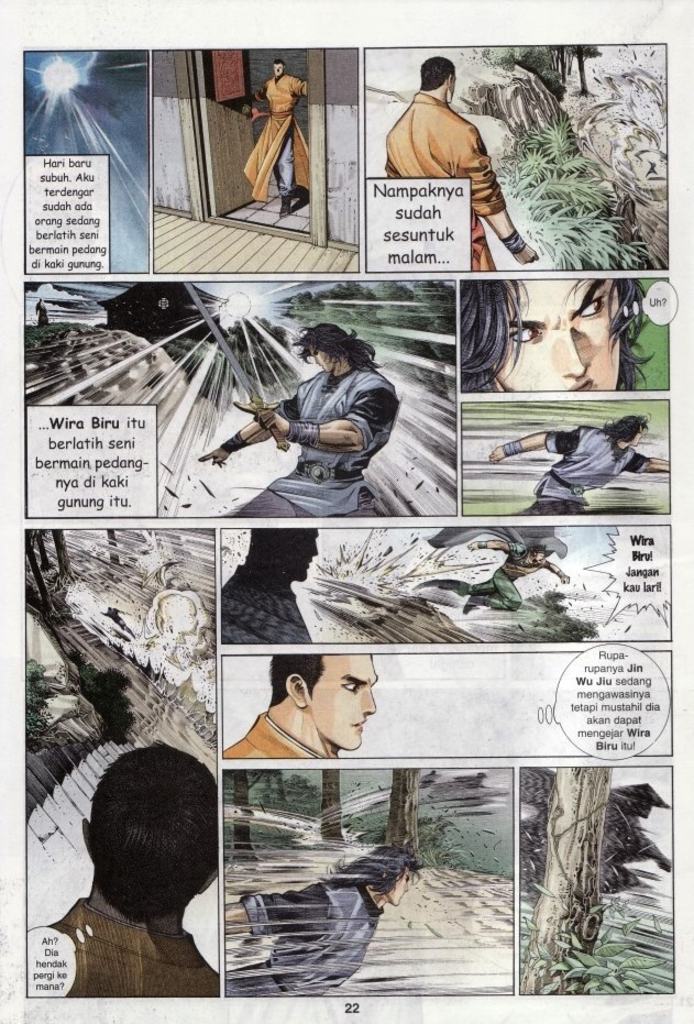 Hari baru
subuh. Aku
terdengar
sudah ada
orang sedang
berlatih seni
bermain pedang
di kaki gunung.
Nampaknya
sudah
sesuntuk
malam...
Uh?
...Wira Biru itu
berlatih seni
bermain pedang-
nya di kaki
gunung itu.
Wira
Biru!
Jangan
kau lari!
Rupa-
rupanya Jin
Wu Jiu sedang
mengawasinya
tetapi mustahil dia
akan dapat
mengejar Wira
Biru itu!
Ah?
Dia
hendak
pergi ke
mana?
22